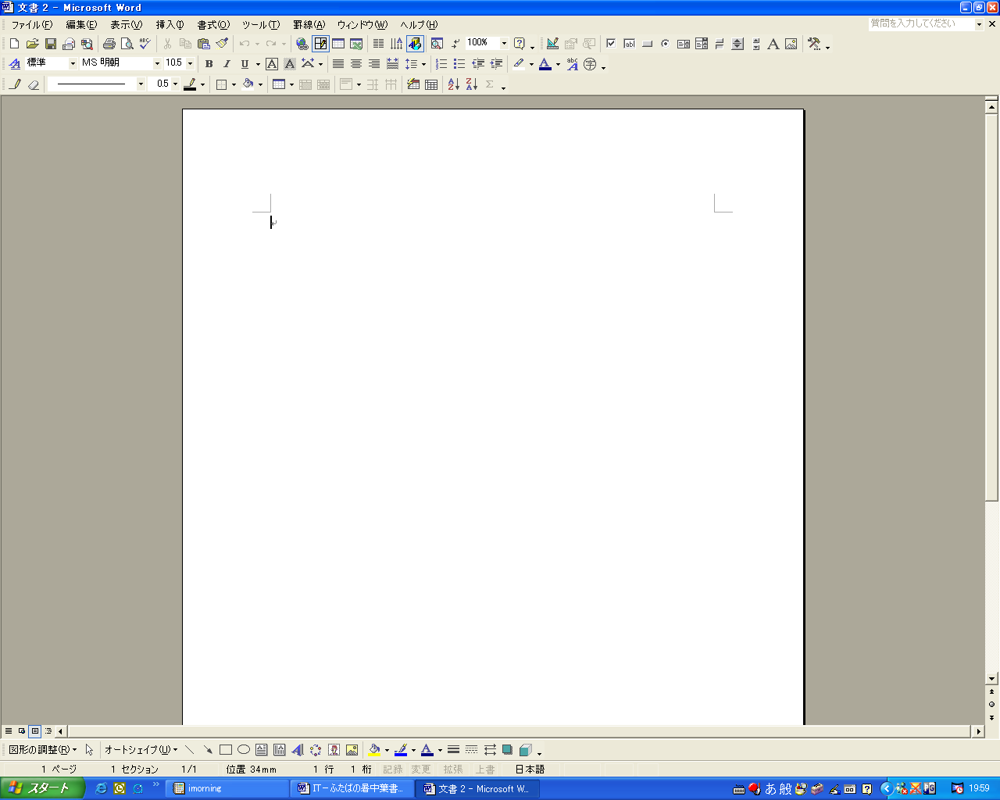 文書 2 - Microsoft Word
ファイル(F) 編集(E) 表示(V) 挿入(I) 書式(O) ツール(T) 罫線(A) ウィンドウ(W) ヘルプ(H) 質問を入力してください
100%
標準 MS 明朝 10.5 B I U A A A abc A 字
0.5
図形の調整(R) オートシェイプ(U)
1 ページ 1 セクション 1/1 位置 34mm 1 行 1 桁 記録 変更 拡張 上書 日本語
スタート imorning IT-ふたばの暑中葉書... 文書 2 - Microsoft W... あ 般 19:59